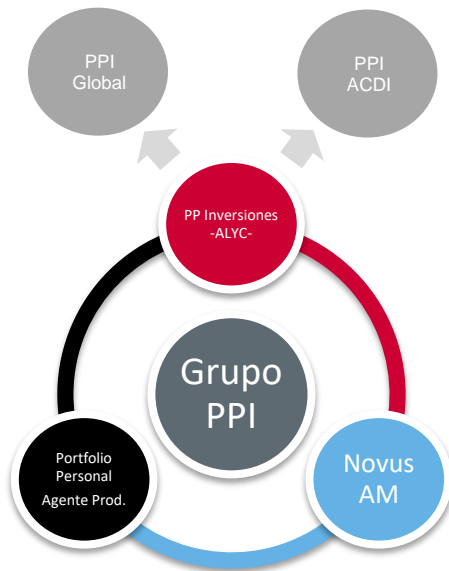 PPI
Global
PPI
ACDI
PP Inversiones
-ALYC-
Grupo
PPI
Portfolio
Personal
Agente Prod.
Novus
AM